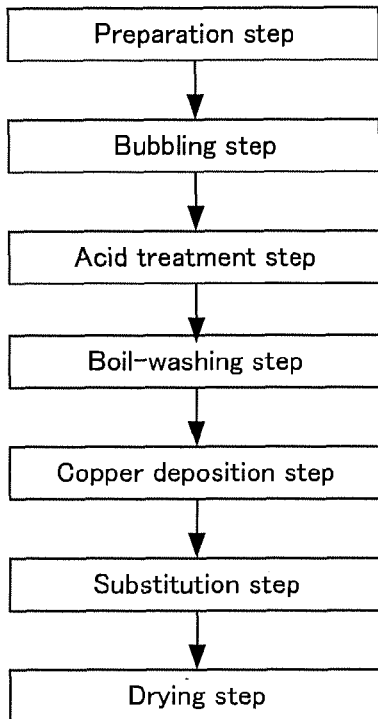 Preparation step
Bubbling step
Acid treatment step
Boil-washing step
Copper deposition step
Substitution step
Drying step